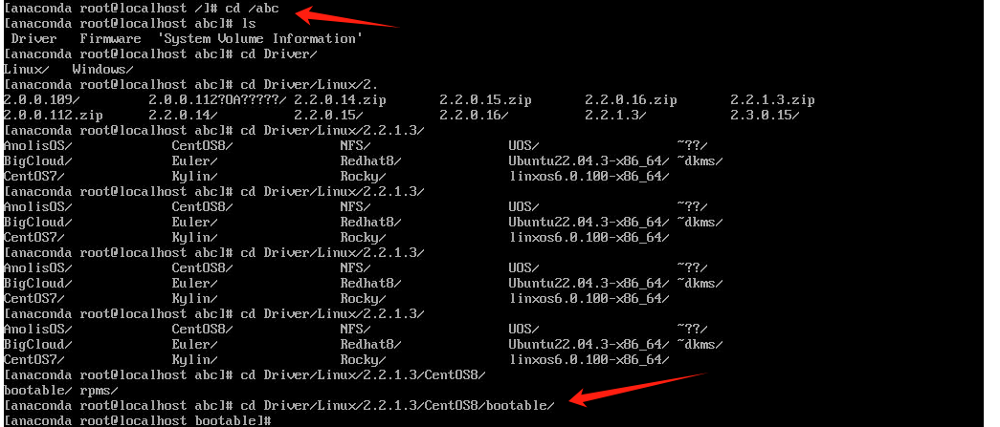 [anaconda root@localhost /]# cd /abc
[anaconda root@localhost abc]# ls
Driver   Firmware  'System Volume Information'
[anaconda root@localhost abc]# cd Driver/
Linux/   Windows/
[anaconda root@localhost abc]# cd Driver/Linux/2.
2.0.0.109/ 2.0.0.112?OA?????/ 2.2.0.14.zip 2.2.0.15.zip 2.2.0.16.zip 2.2.1.3.zip
2.0.0.112.zip 2.2.0.14/ 2.2.0.15/ 2.2.0.16/ 2.2.1.3/ 2.3.0.15/
[anaconda root@localhost abc]# cd Driver/Linux/2.2.1.3/
AnolisOS/ CentOS8/ NFS/ UOS/ ~??/
BigCloud/ Euler/ Redhat8/ Ubuntu22.04.3-x86_64/ ~dkms/
CentOS7/ Kylin/ Rocky/ linxos6.0.100-x86_64/
[anaconda root@localhost abc]# cd Driver/Linux/2.2.1.3/
AnolisOS/ CentOS8/ NFS/ UOS/ ~??/
BigCloud/ Euler/ Redhat8/ Ubuntu22.04.3-x86_64/ ~dkms/
CentOS7/ Kylin/ Rocky/ linxos6.0.100-x86_64/
[anaconda root@localhost abc]# cd Driver/Linux/2.2.1.3/
AnolisOS/ CentOS8/ NFS/ UOS/ ~??/
BigCloud/ Euler/ Redhat8/ Ubuntu22.04.3-x86_64/ ~dkms/
CentOS7/ Kylin/ Rocky/ linxos6.0.100-x86_64/
[anaconda root@localhost abc]# cd Driver/Linux/2.2.1.3/
AnolisOS/ CentOS8/ NFS/ UOS/ ~??/
BigCloud/ Euler/ Redhat8/ Ubuntu22.04.3-x86_64/ ~dkms/
CentOS7/ Kylin/ Rocky/ linxos6.0.100-x86_64/
[anaconda root@localhost abc]# cd Driver/Linux/2.2.1.3/CentOS8/
bootable/ rpms/
[anaconda root@localhost abc]# cd Driver/Linux/2.2.1.3/CentOS8/bootable/
[anaconda root@localhost bootable]#